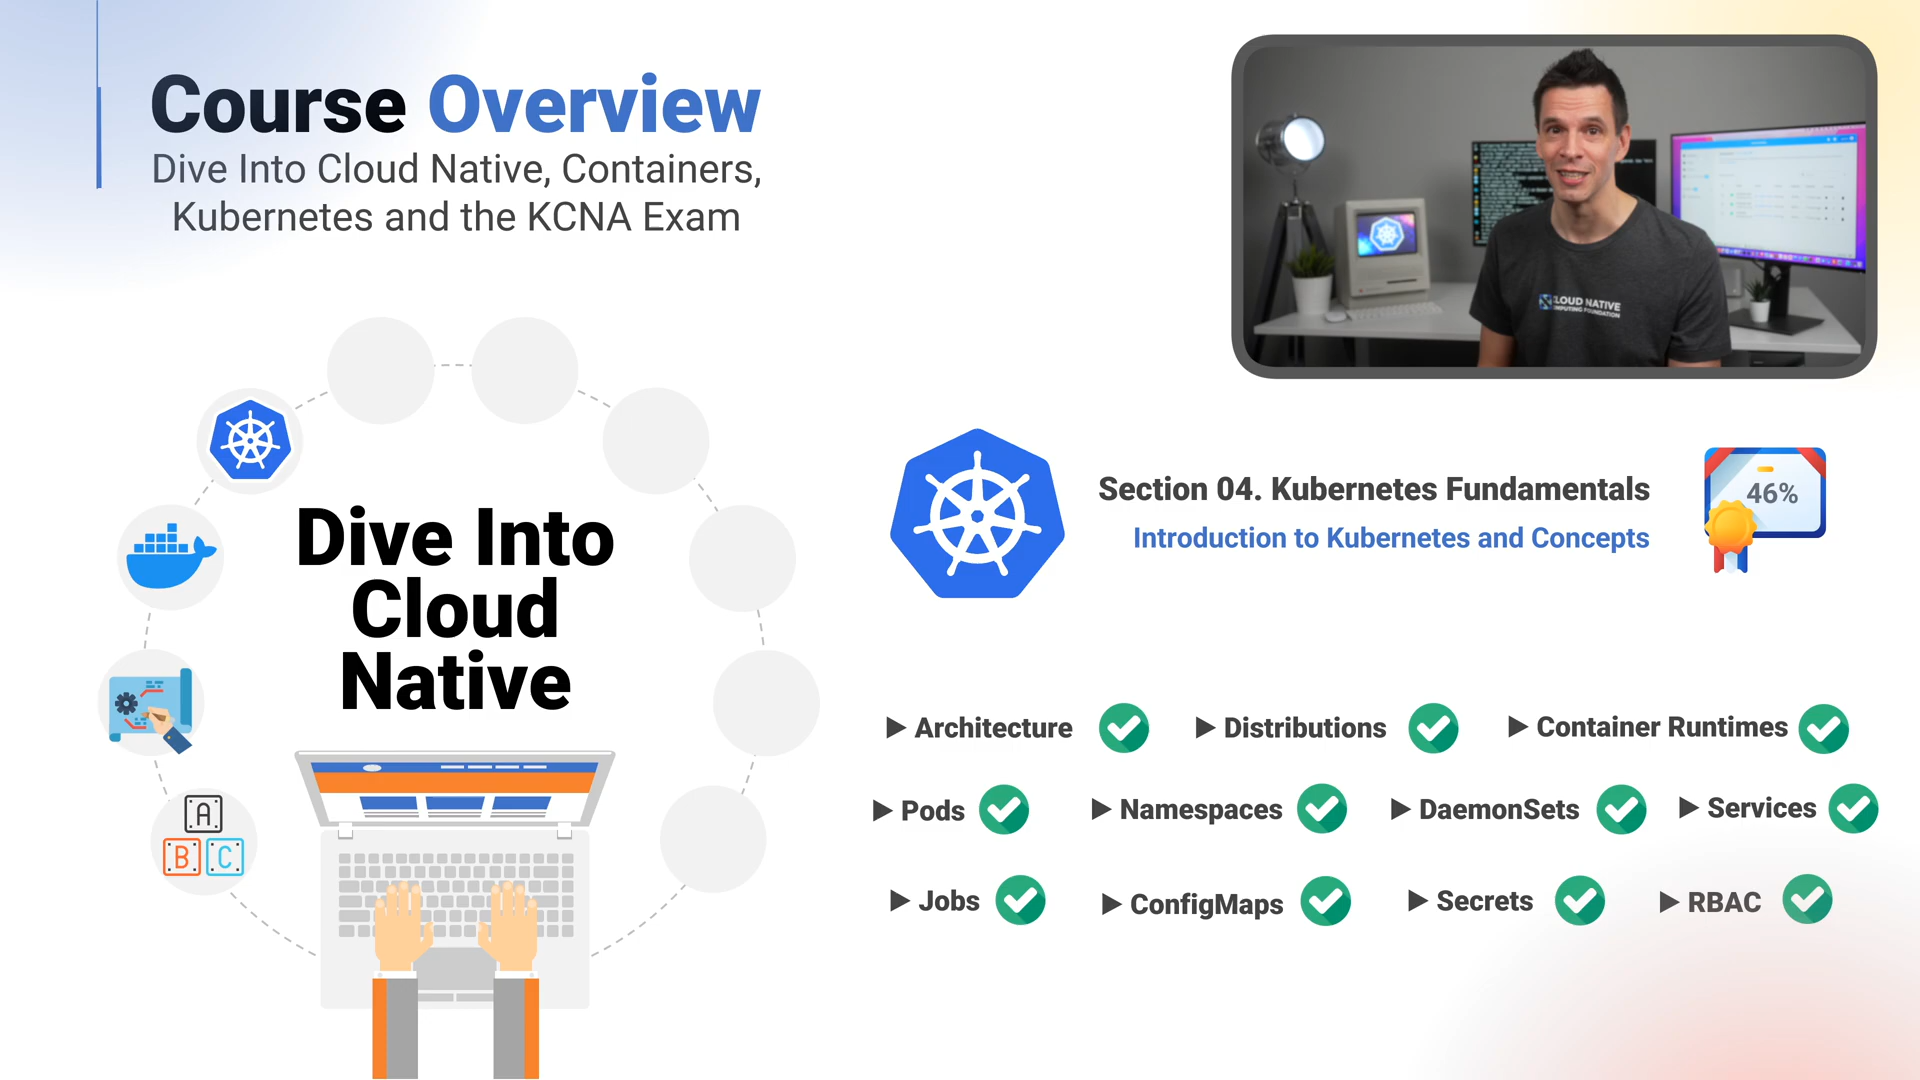 Course Overview
Dive Into Cloud Native, Containers,
Kubernetes and the KCNA Exam
CLOUD NATIVE
COMPUTING FOUNDATION
Section 04. Kubernetes Fundamentals
Introduction to Kubernetes and Concepts
46%
Dive Into
Cloud
Native
A
B C
Architecture
Distributions
Container Runtimes
Pods
Namespaces
DaemonSets
Services
Jobs
ConfigMaps
Secrets
RBAC